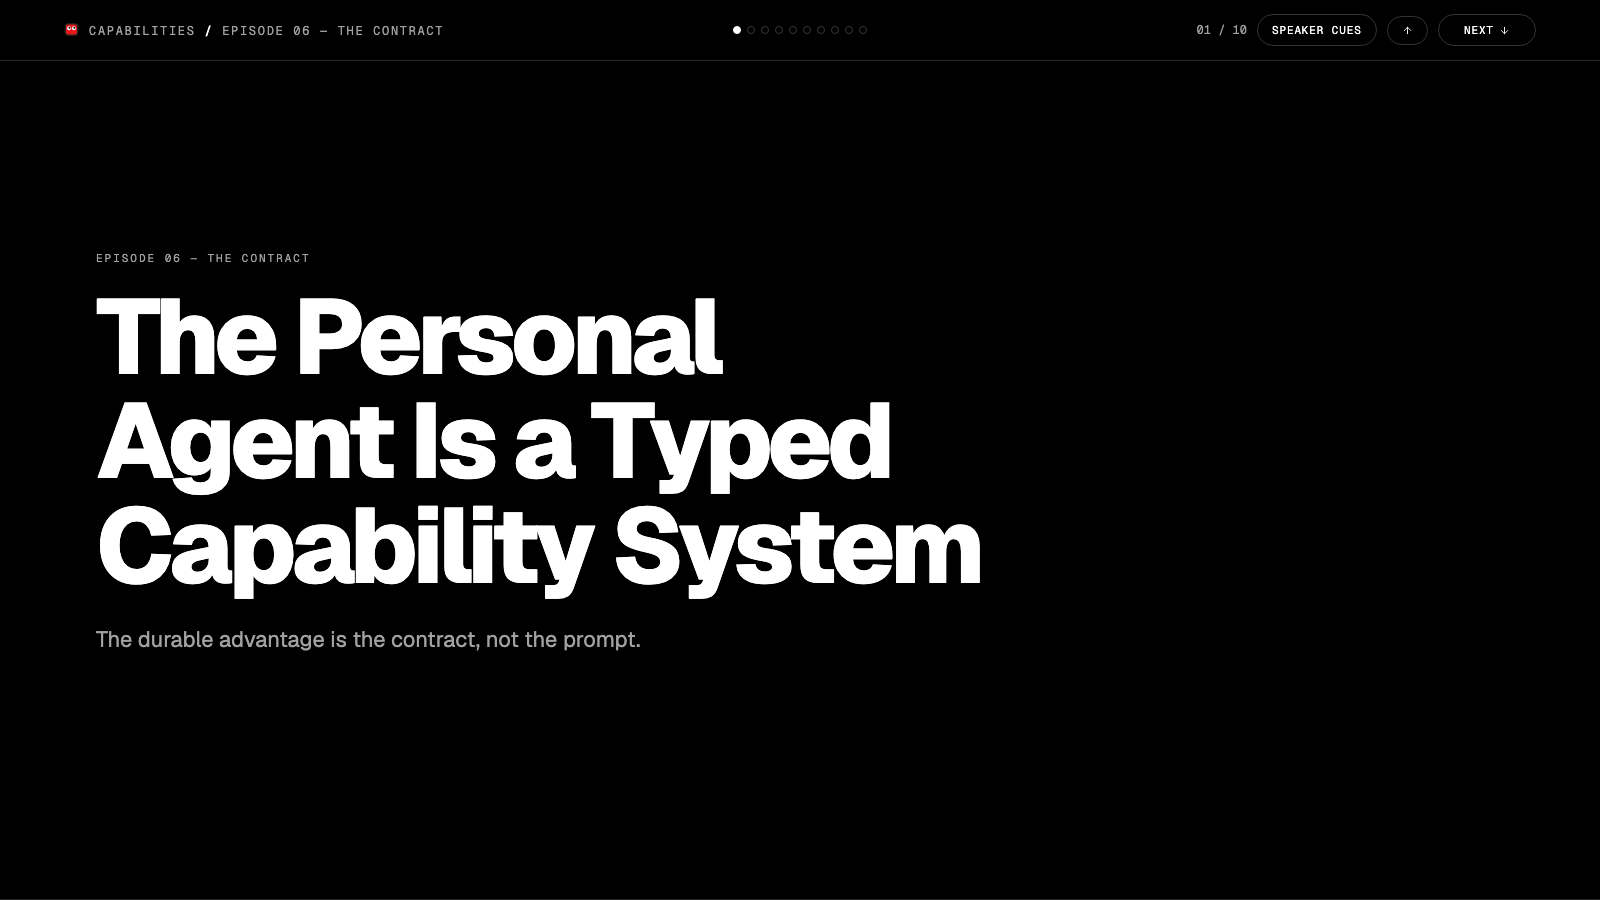 CAPABILITIES / EPISODE 06 — THE CONTRACT
01 / 10
SPEAKER CUES
↑
NEXT ↓
EPISODE 06 — THE CONTRACT
The Personal
Agent Is a Typed
Capability System
The durable advantage is the contract, not the prompt.